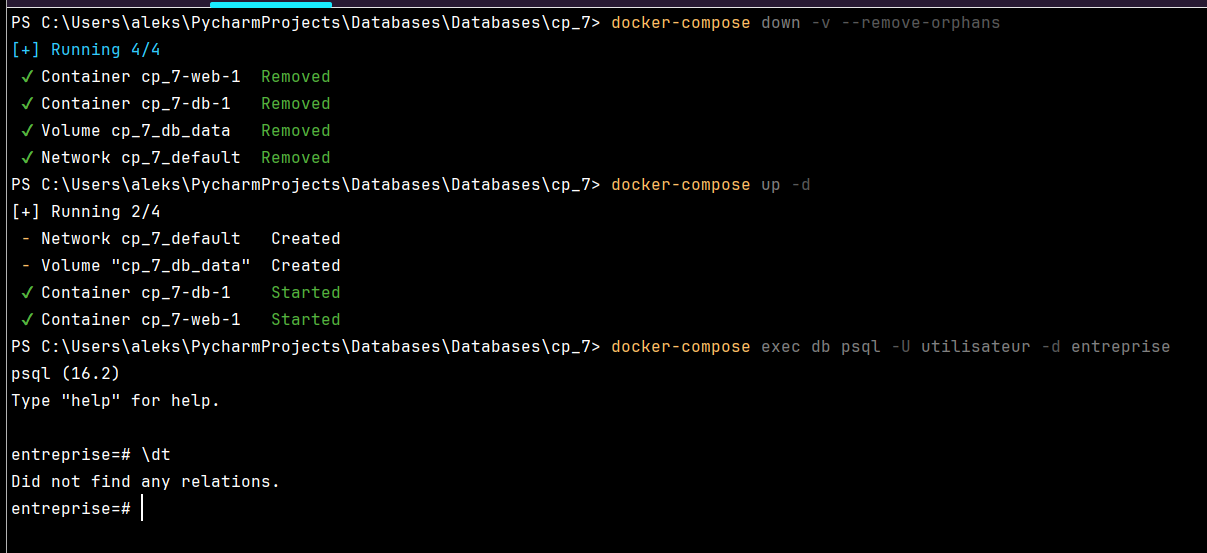 PS C:\Users\aleks\PycharmProjects\Databases\Databases\cp_7> docker-compose down -v --remove-orphans
[+] Running 4/4
 ✓ Container cp_7-web-1  Removed
 ✓ Container cp_7-db-1   Removed
 ✓ Volume cp_7_db_data   Removed
 ✓ Network cp_7_default  Removed
PS C:\Users\aleks\PycharmProjects\Databases\Databases\cp_7> docker-compose up -d
[+] Running 2/4
 - Network cp_7_default   Created
 - Volume "cp_7_db_data"  Created
 ✓ Container cp_7-db-1    Started
 ✓ Container cp_7-web-1   Started
PS C:\Users\aleks\PycharmProjects\Databases\Databases\cp_7> docker-compose exec db psql -U utilisateur -d entreprise
psql (16.2)
Type "help" for help.

entreprise=# \dt
Did not find any relations.
entreprise=#